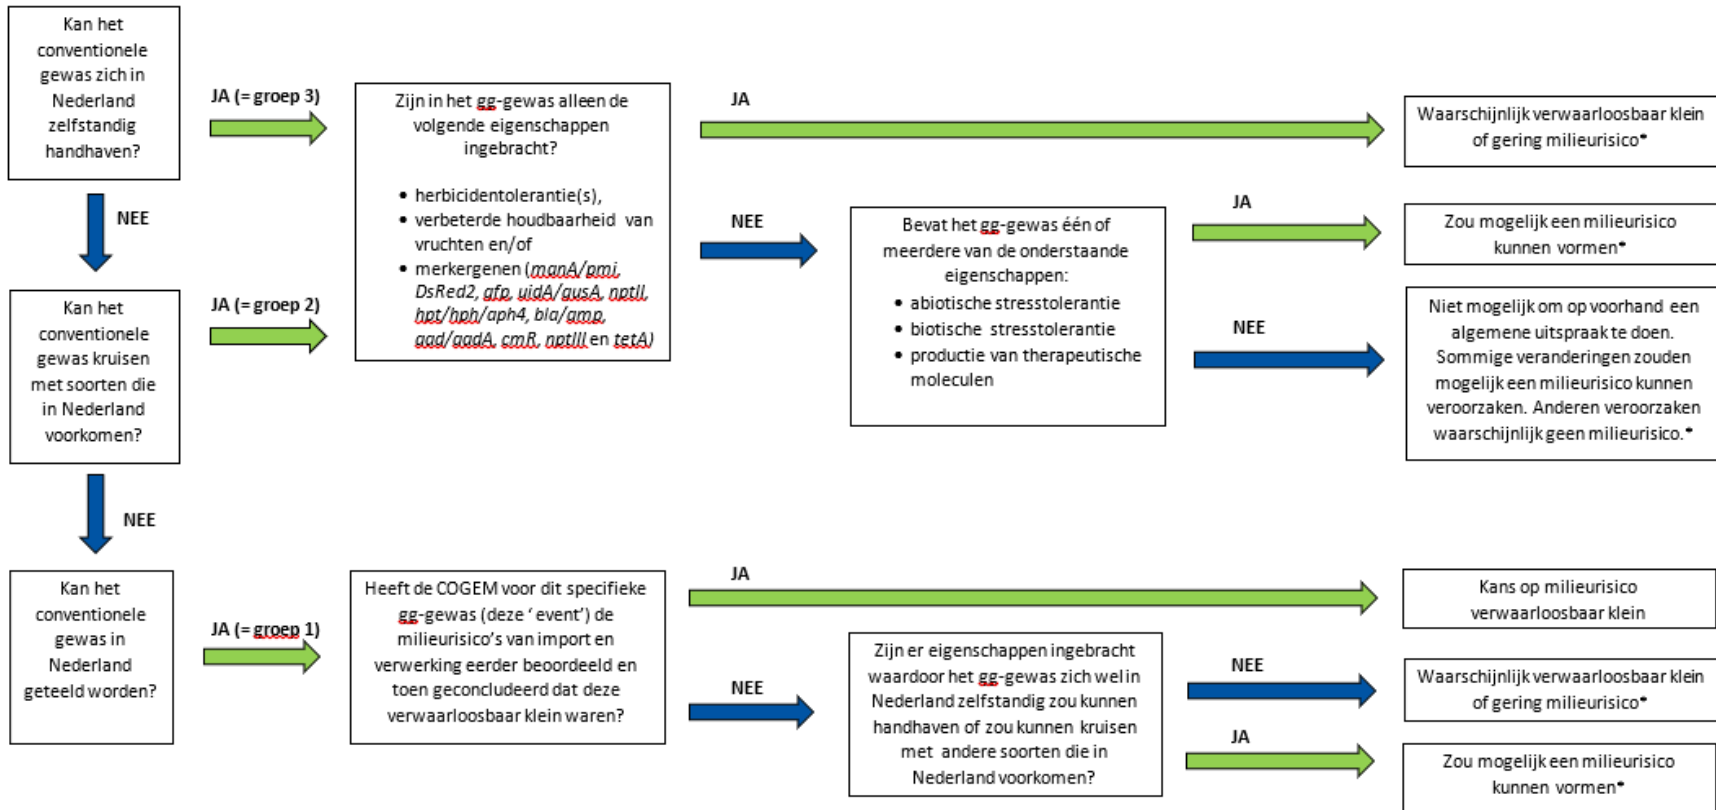 Kan het
conventionele
gewas zich in
Nederland
zelfstandig
handhaven?
JA (= groep 3)
NEE
Zijn in het gg-gewas alleen de
volgende eigenschappen
ingebracht?
• herbicidentolerantie(s),
• verbeterde houdbaarheid van
vruchten en/of
• merkergenen (manA/pmi,
DsRed2, gfp, uidA/gusA, nptII,
hpt/hph/aph4, bla/amp,
aad/aadA, cmR, nptIII en tetA)
JA
Waarschijnlijk verwaarloosbaar klein
of gering milieurisico*
NEE
Bevat het gg-gewas één of
meerdere van de onderstaande
eigenschappen:
• abiotische stresstolerantie
• biotische stresstolerantie
• productie van therapeutische
moleculen
JA
Zou mogelijk een milieurisico
kunnen vormen*
NEE
Niet mogelijk om op voorhand een
algemene uitspraak te doen.
Sommige veranderingen zouden
mogelijk een milieurisico kunnen
veroorzaken. Anderen veroorzaken
waarschijnlijk geen milieurisico.*
Kan het
conventionele
gewas kruisen
met soorten die
in Nederland
voorkomen?
JA (= groep 2)
NEE
Kan het
conventionele
gewas in
Nederland
geteeld worden?
JA (= groep 1)
Heeft de COGEM voor dit specifieke
gg-gewas (deze ‘ event’) de
milieurisico’s van import en
verwerking eerder beoordeeld en
toen geconcludeerd dat deze
verwaarloosbaar klein waren?
JA
Kans op milieurisico
verwaarloosbaar klein
NEE
Zijn er eigenschappen ingebracht
waardoor het gg-gewas zich wel in
Nederland zelfstandig zou kunnen
handhaven of zou kunnen kruisen
met andere soorten die in
Nederland voorkomen?
NEE
Waarschijnlijk verwaarloosbaar klein
of gering milieurisico*
JA
Zou mogelijk een milieurisico
kunnen vormen*